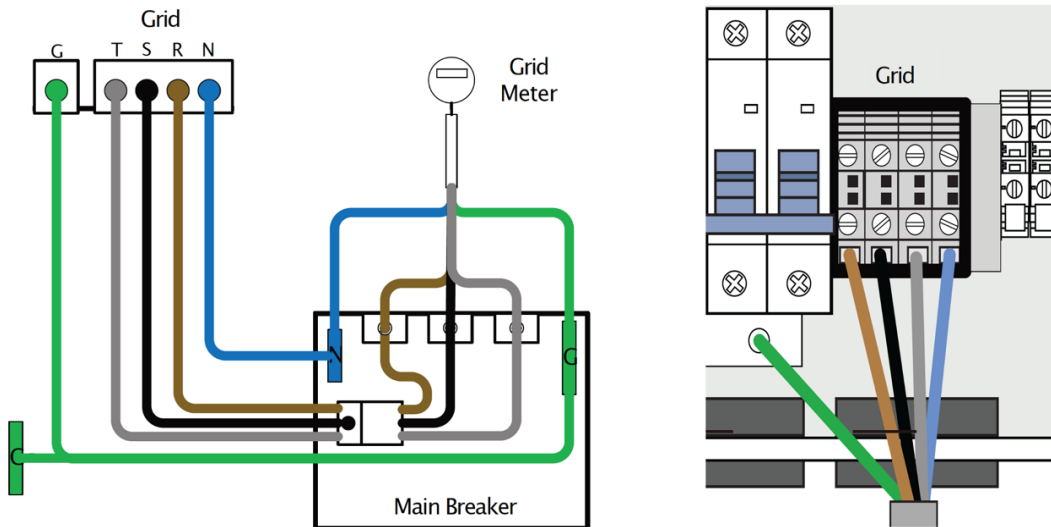 Grid
G T S R N
Grid
Meter
N
G
G
Main Breaker
Grid